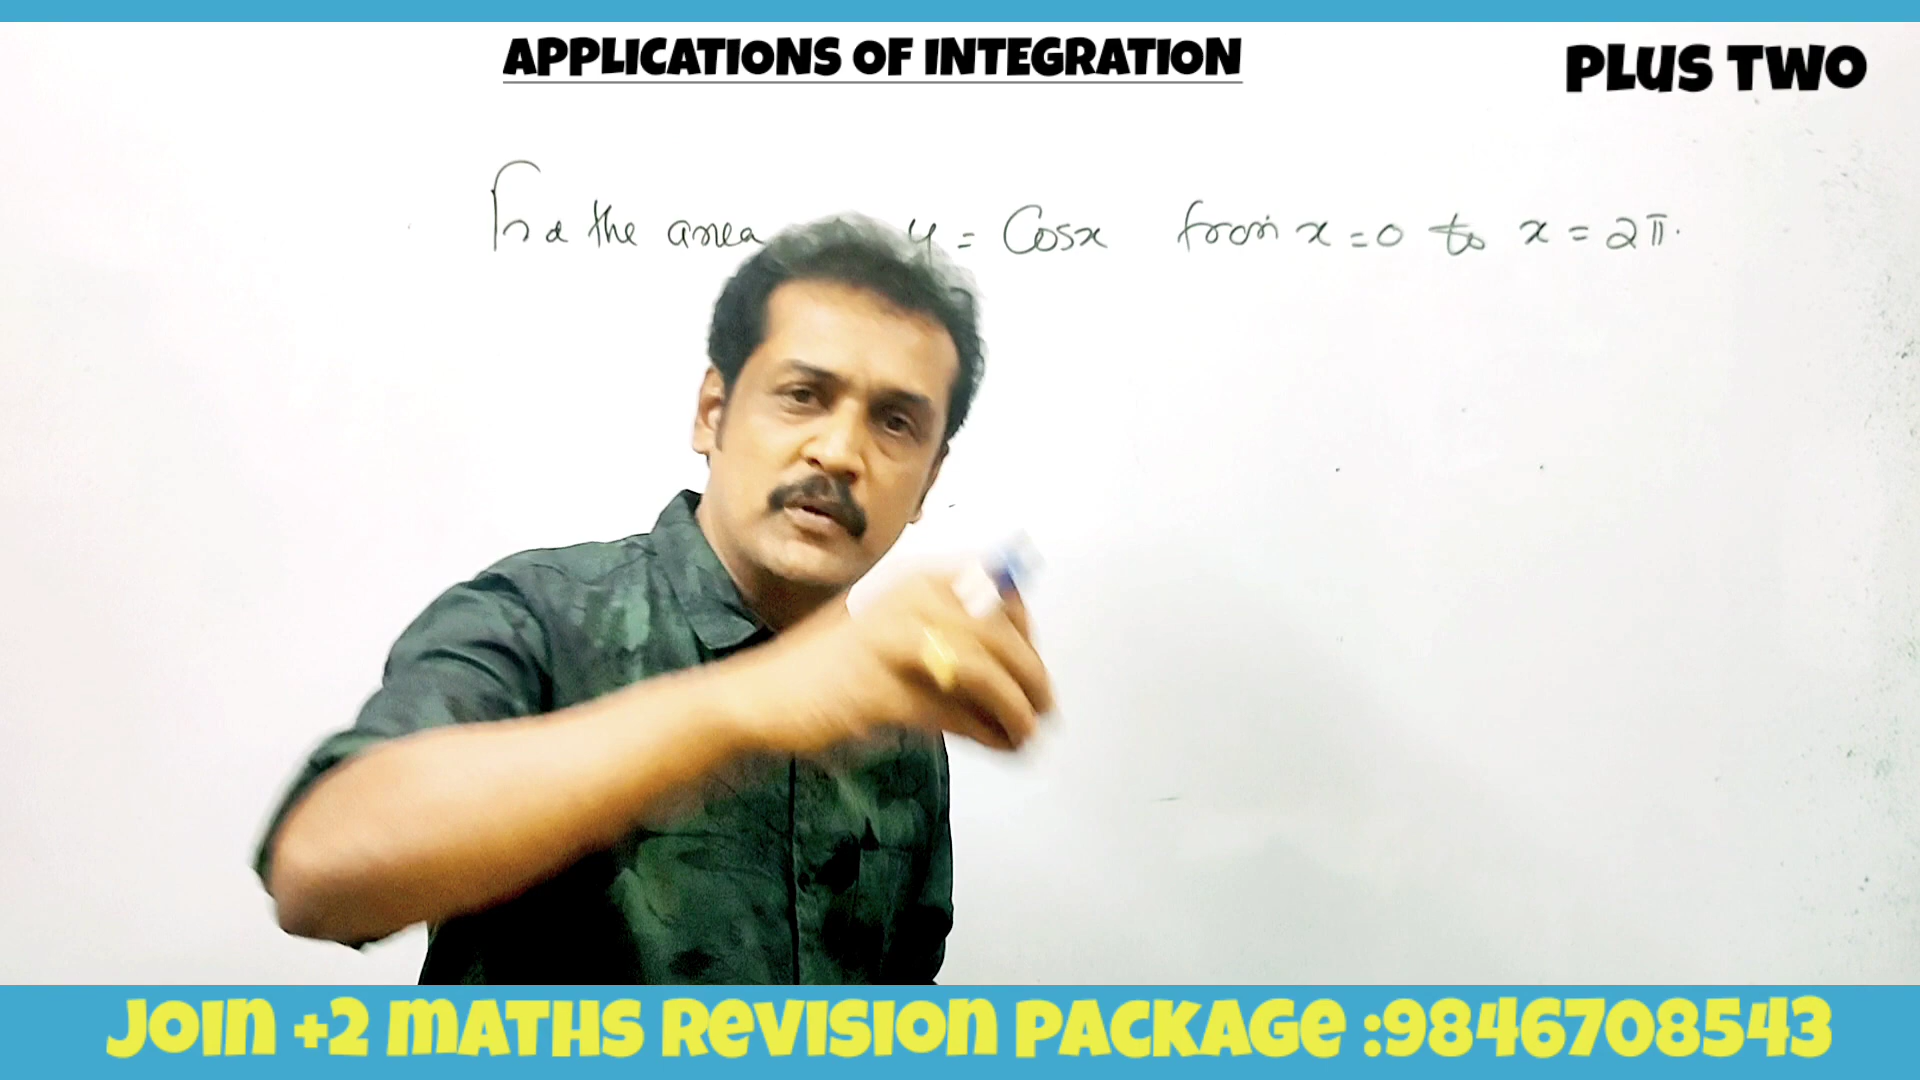 APPLICATIONS OF INTEGRATION
PLUS TWO
Find the area y = Cosx from x = 0 to x = 2π.
JOIN +2 MATHS REVISION PACKAGE :9846708543